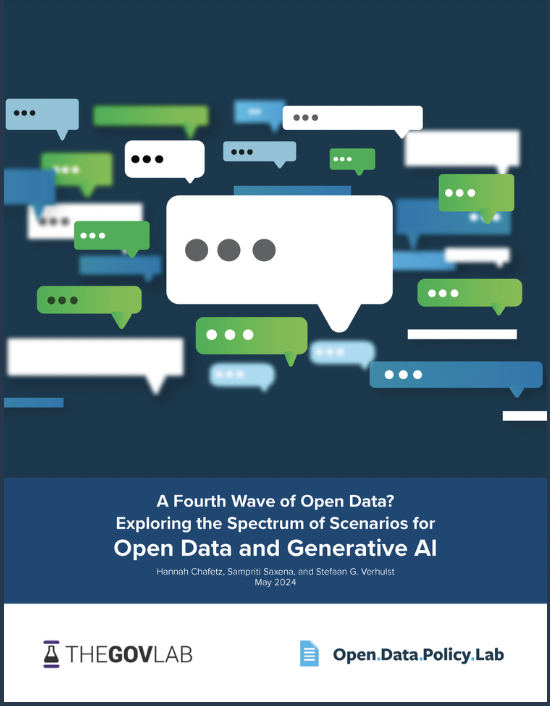 A Fourth Wave of Open Data?
Exploring the Spectrum of Scenarios for
Open Data and Generative AI
Hannah Chafetz, Sampriti Saxena, and Stefaan G. Verhulst
May 2024
THEGOVLAB
Open.Data.Policy.Lab